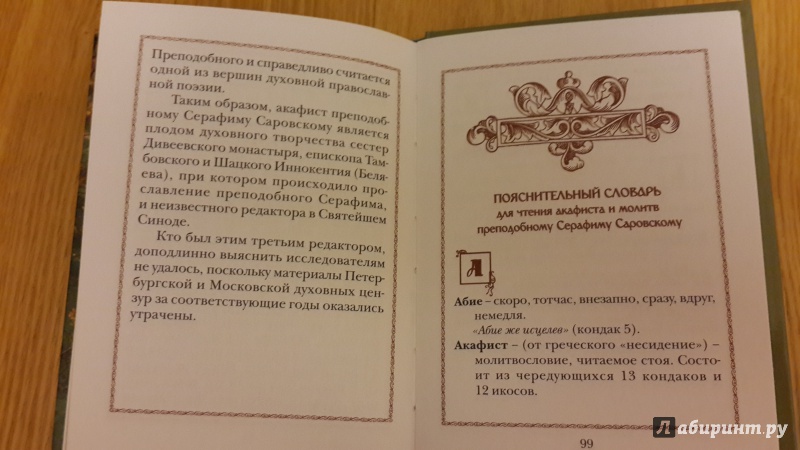 Преподобного и справедливо считается
одной из вершин духовной православ-
ной поэзии.
Таким образом, акафист преподоб-
ному Серафиму Саровскому является
плодом духовного творчества сестер
Дивеевского монастыря, епископа Там-
бовского и Шацкого Иннокентия (Беля-
ева), при котором происходило про-
славление преподобного Серафима,
и неизвестного редактора в Святейшем
Синоде.
Кто был этим третьим редактором,
доподлинно выяснить исследователям
не удалось, поскольку материалы Петер-
бургской и Московской духовных цен-
зур за соответствующие годы оказались
утрачены.
ПОЯСНИТЕЛЬНЫЙ СЛОВАРЬ
для чтения акафиста и молитв
преподобному Серафиму Саровскому
А
Абие – скоро, тотчас, внезапно, сразу, вдруг,
немедля.
«Абие же исцелев» (кондак 5).
Акафист – (от греческого «неседение») –
молитвословие, читаемое стоя. Состо-
ит из чередующихся 13 кондаков и
12 икосов.
99
Лабиринт.ру